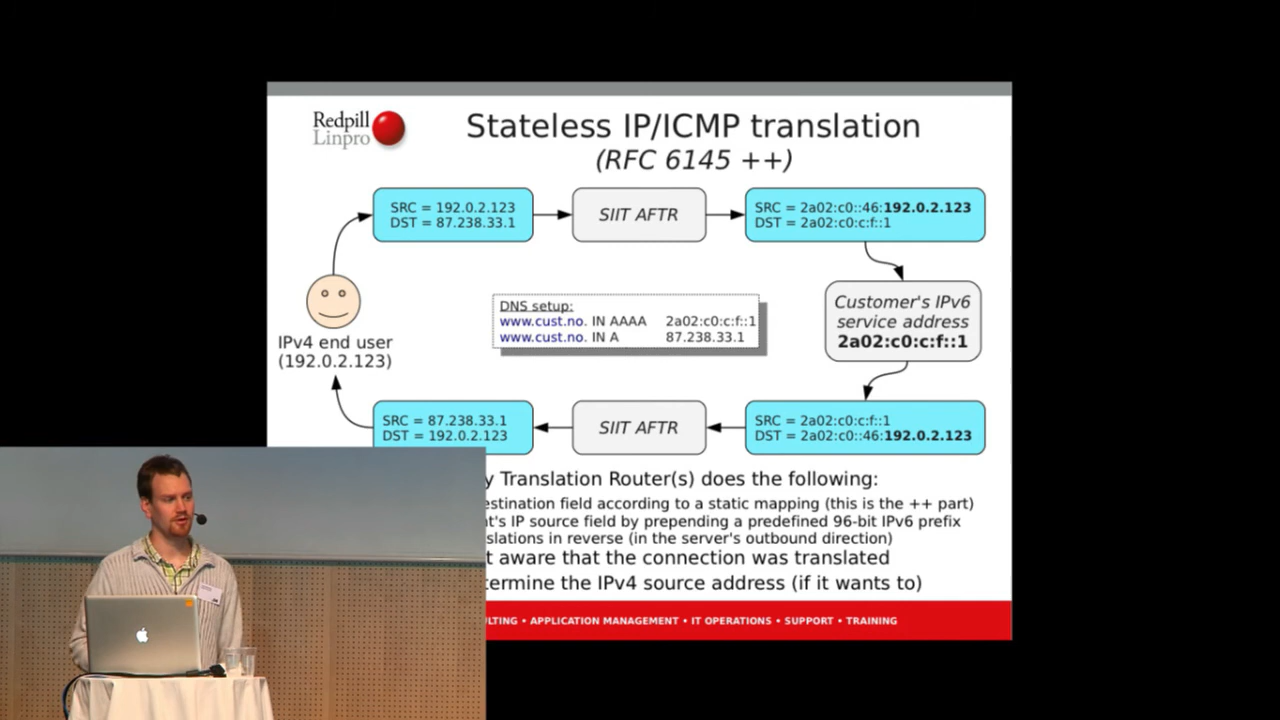 Redpill
Linpro
Stateless IP/ICMP translation
(RFC 6145 ++)
SRC = 192.0.2.123
DST = 87.238.33.1
SIIT AFTR
SRC = 2a02:c0::46:192.0.2.123
DST = 2a02:c0:c:f::1
DNS setup:
www.cust.no. IN AAAA 2a02:c0:c:f::1
www.cust.no. IN A 87.238.33.1
Customer's IPv6
service address
2a02:c0:c:f::1
IPv4 end user
(192.0.2.123)
SRC = 87.238.33.1
DST = 192.0.2.123
SIIT AFTR
SRC = 2a02:c0:c:f::1
DST = 2a02:c0::46:192.0.2.123
y Translation Router(s) does the following:
estination field according to a static mapping (this is the ++ part)
t's IP source field by prepending a predefined 96-bit IPv6 prefix
slations in reverse (in the server's outbound direction)
t aware that the connection was translated
termine the IPv4 source address (if it wants to)
LTING • APPLICATION MANAGEMENT • IT OPERATIONS • SUPPORT • TRAINING